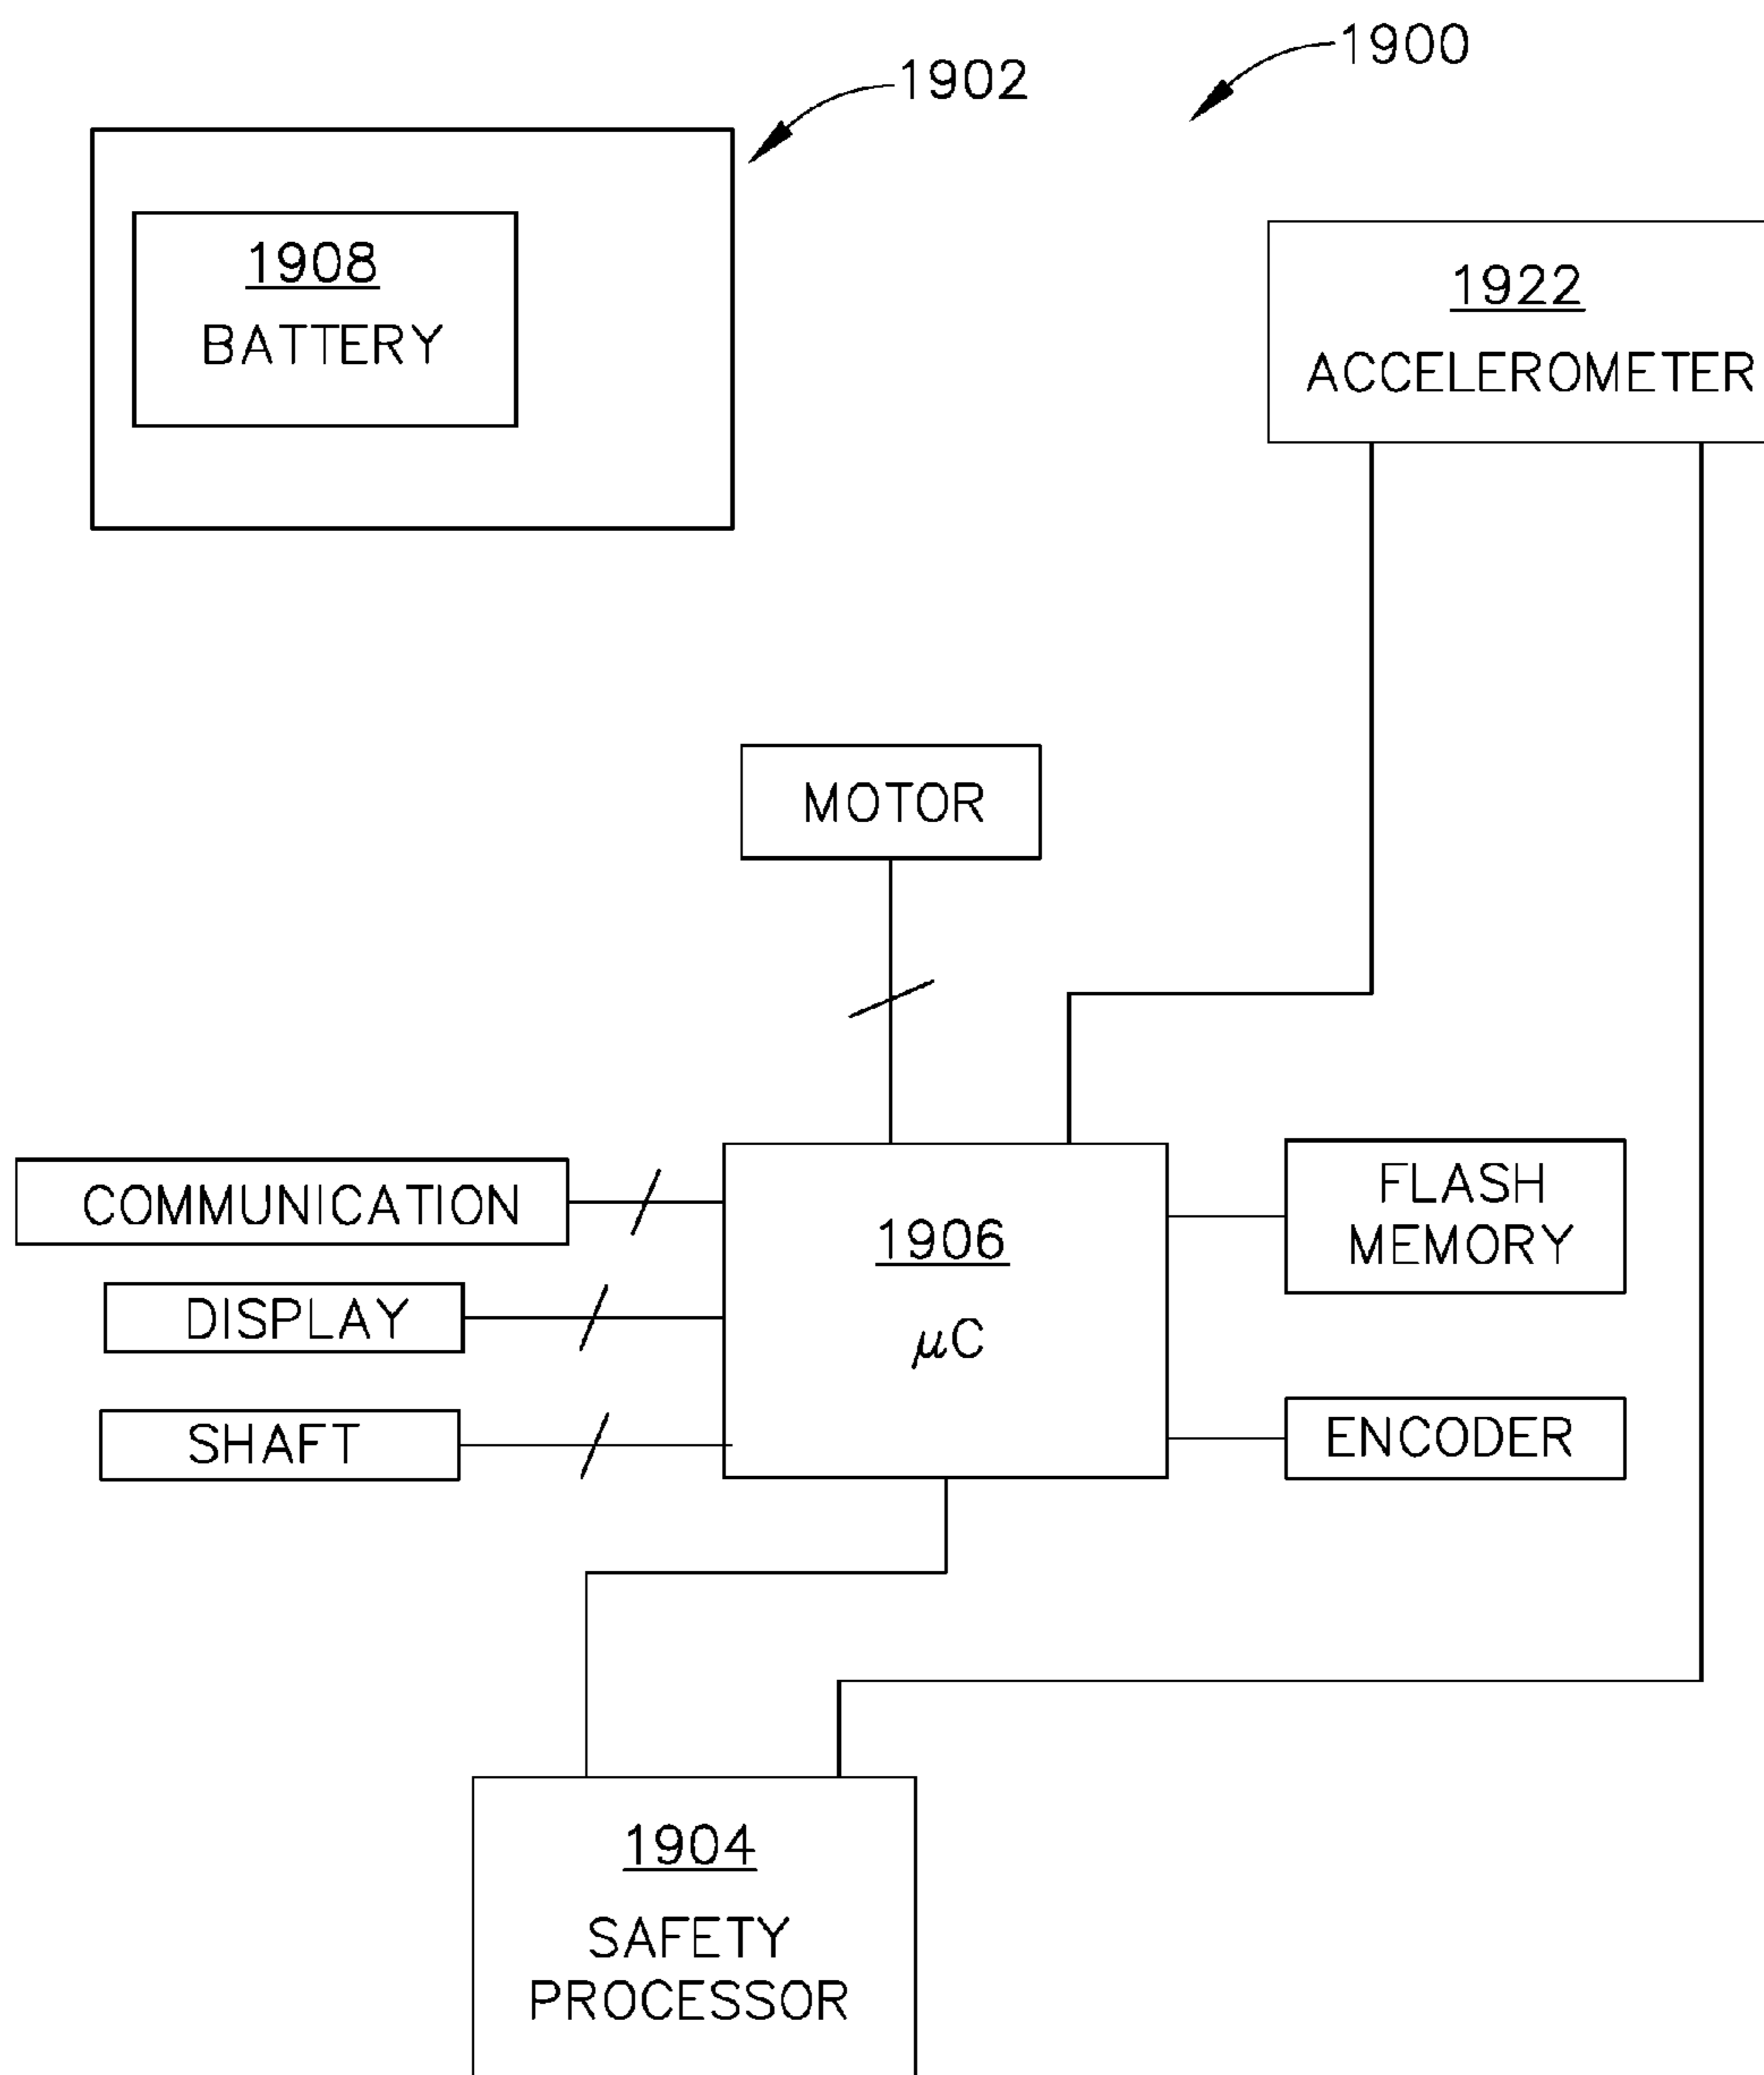 1900
1902
1908
BATTERY
1922
ACCELEROMETER
MOTOR
COMMUNICATION
DISPLAY
SHAFT
1906
μC
FLASH
MEMORY
ENCODER
1904
SAFETY
PROCESSOR